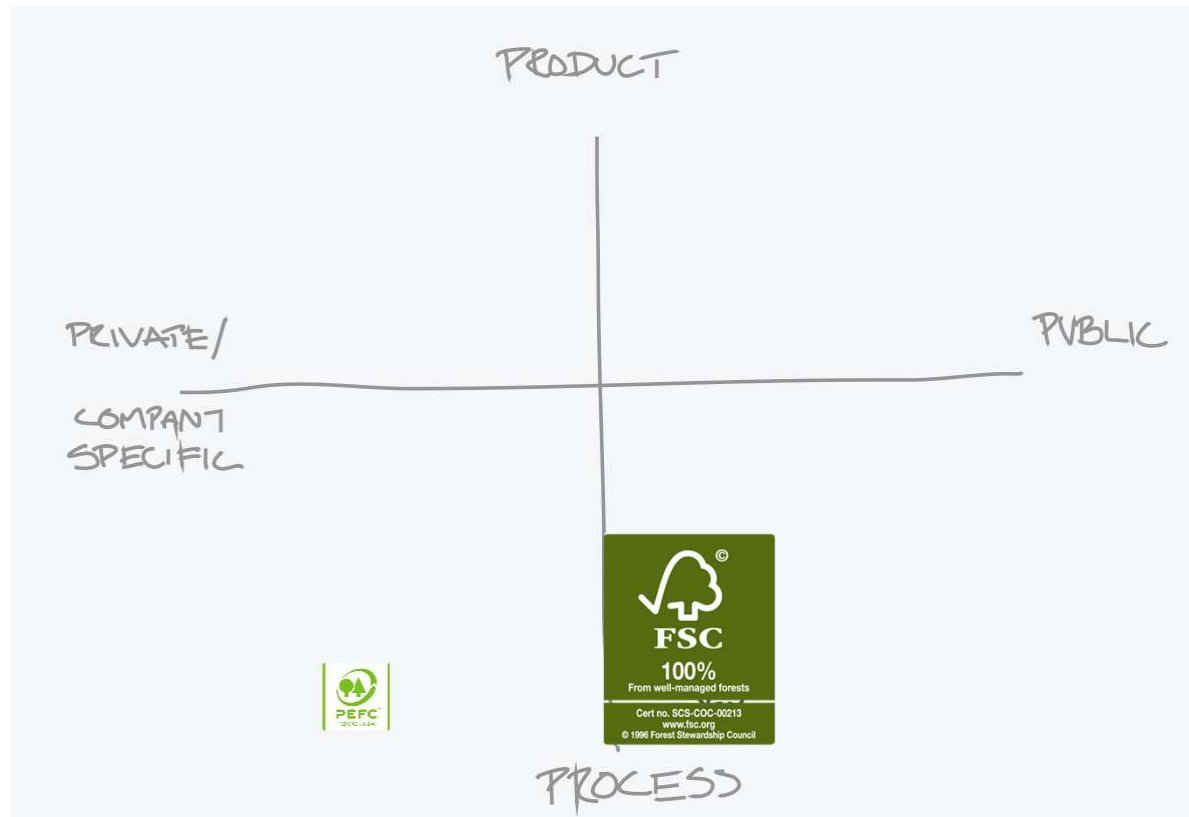 PRODUCT
PRIVATE/
PUBLIC
COMPANY
SPECIFIC
©
FSC
100%
From well-managed forests
Cert no. SCS-COC-00213
www.fsc.org
© 1996 Forest Stewardship Council
PEFC
PROCESS